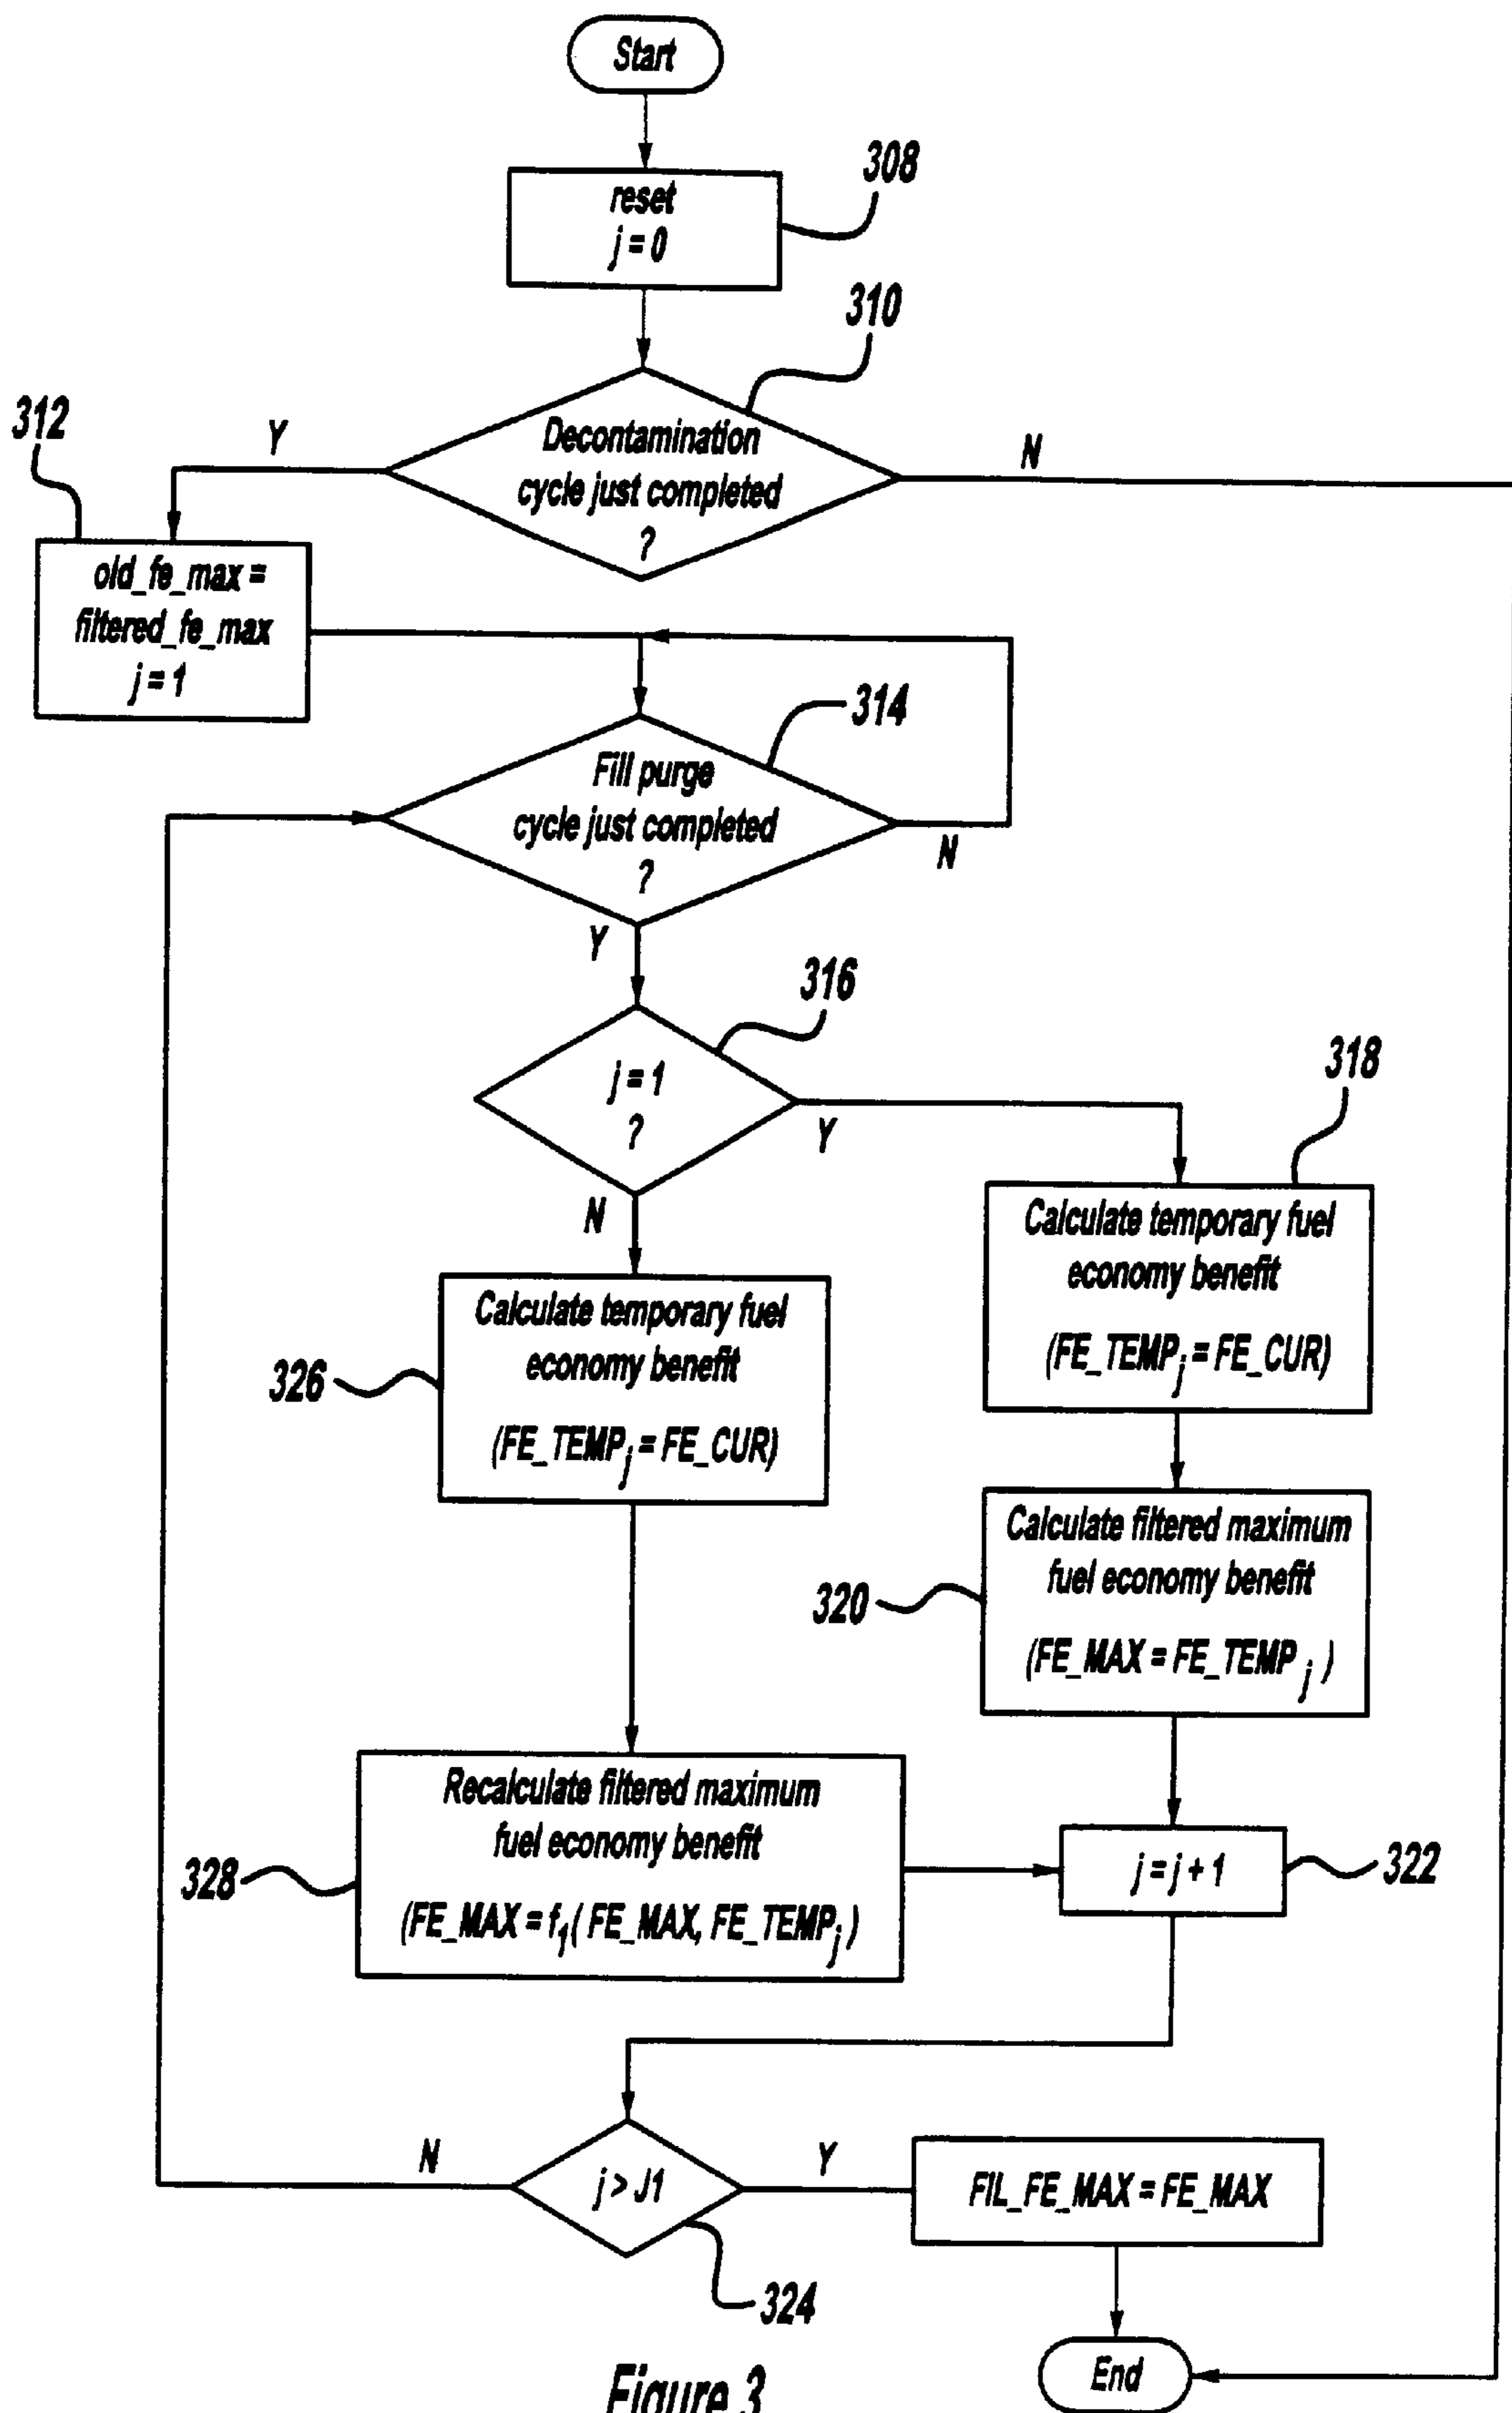 Start
308
reset
j = 0
310
312
Y
N
Decontamination
cycle just completed
?
old_fe_max =
filtered_fe_max
j = 1
314
Fill purge
cycle just completed
?
N
Y
316
j = 1
?
Y
N
318
Calculate temporary fuel
economy benefit
(FE_TEMPj = FE_CUR)
326
Calculate temporary fuel
economy benefit
(FE_TEMPj = FE_CUR)
320
Calculate filtered maximum
fuel economy benefit
(FE_MAX = FE_TEMP j )
328
Recalculate filtered maximum
fuel economy benefit
(FE_MAX = f1( FE_MAX, FE_TEMPj )
j = j + 1
322
N
j > J1
Y
FIL_FE_MAX = FE_MAX
324
End
Figure 3